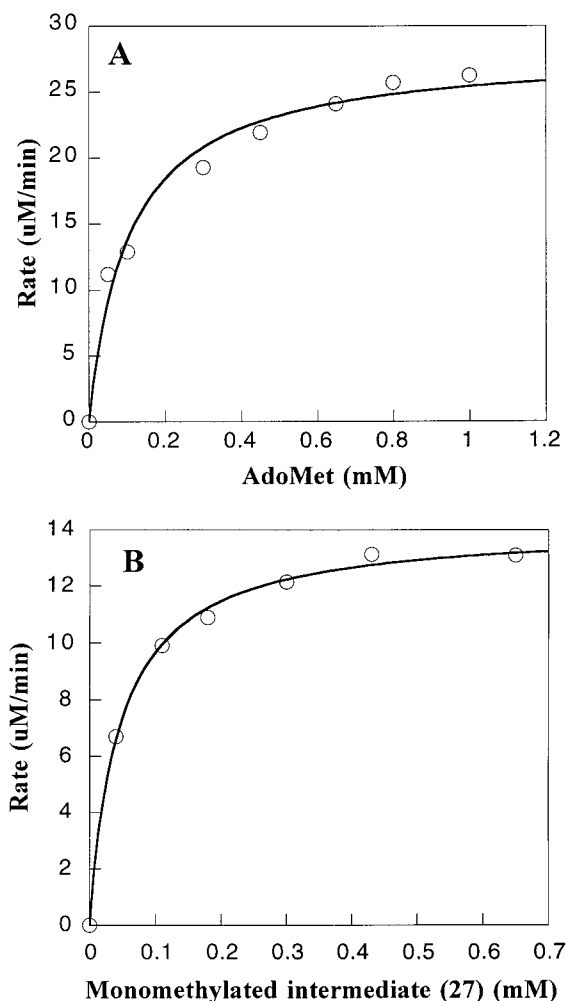 A
30
25
20
15
10
5
0
Rate (uM/min)
0 0.2 0.4 0.6 0.8 1 1.2
AdoMet (mM)
B
14
12
10
8
6
4
2
0
Rate (uM/min)
0 0.1 0.2 0.3 0.4 0.5 0.6 0.7
Monomethylated intermediate (27) (mM)